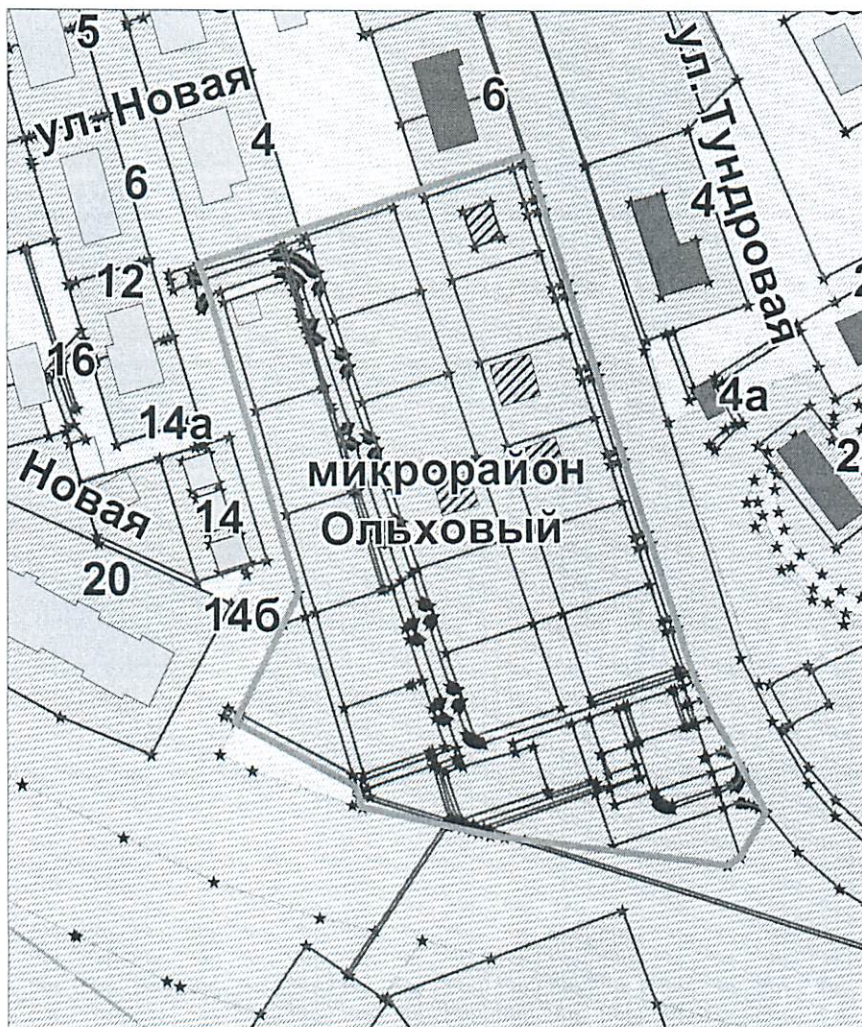 5
ул. Новая
4
6
6
ул. Тундровая
4
12
16
14а
4а
2
микрорайон
Ольховый
Новая
14
20
14б